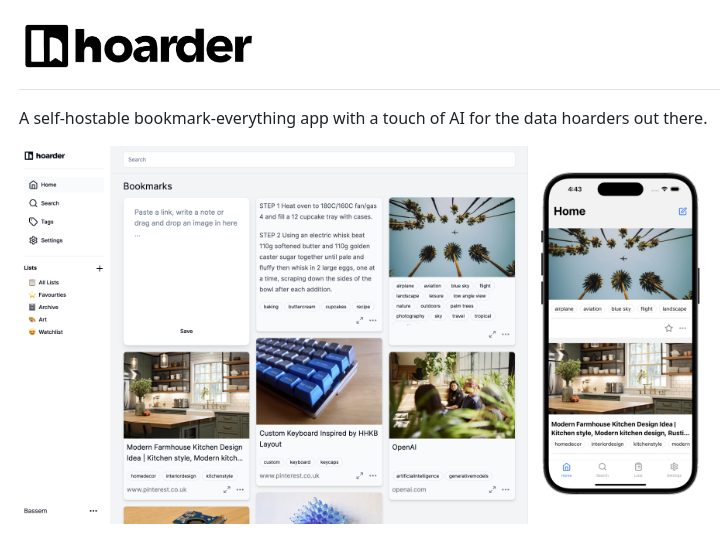 hoarder
A self-hostable bookmark-everything app with a touch of AI for the data hoarders out there.
hoarder
Home
Search
Tags
Settings
Lists +
All Lists
Favourites
Archive
Art
Watchlist
Bassem
Search
Bookmarks
Paste a link, write a note or
drag and drop an image in here
...
Save
STEP 1 Heat oven to 180C/160C fan/gas
4 and fill a 12 cupcake tray with cases.
STEP 2 Using an electric whisk beat
110g softened butter and 110g golden
caster sugar together until pale and
fluffy then whisk in 2 large eggs, one at
a time, scraping down the sides of the
bowl after each addition.
baking buttercream cupcakes recipe
airplane aviation blue sky flight
landscape leisure low angle view
nature outdoors palm trees
photography sky travel tropical
Modern Farmhouse Kitchen Design
Idea | Kitchen style, Modern kitch...
homedecor interiordesign kitchenstyle
www.pinterest.co.uk
Custom Keyboard Inspired by HHKB
Layout
custom keyboard keycaps
www.pinterest.co.uk
OpenAI
artificialintelligence generativemodels
openai.com
4:43
Home
airplane aviation blue sky flight landscape
Modern Farmhouse Kitchen Design Idea |
Kitchen style, Modern kitchen design, Rusti...
homedecor interiordesign kitchenstyle modern
Home Search Lists Settings